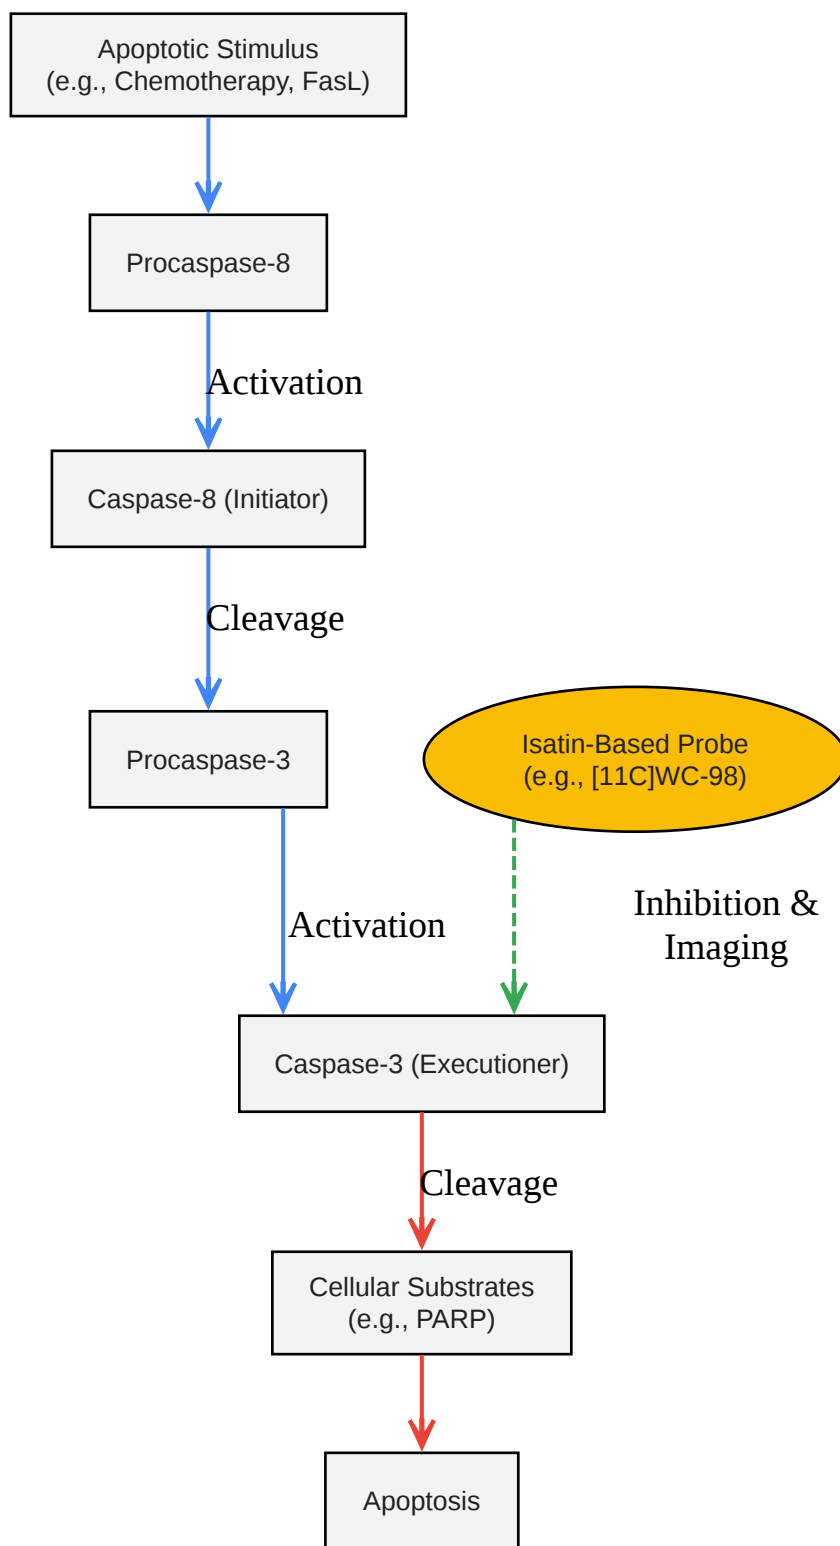 Apoptotic Stimulus
(e.g., Chemotherapy, FasL)
Procaspase-8
Activation
Caspase-8 (Initiator)
Cleavage
Procaspase-3
Isatin-Based Probe
(e.g., [11C]WC-98)
Activation
Inhibition &
Imaging
Caspase-3 (Executioner)
Cleavage
Cellular Substrates
(e.g., PARP)
Apoptosis